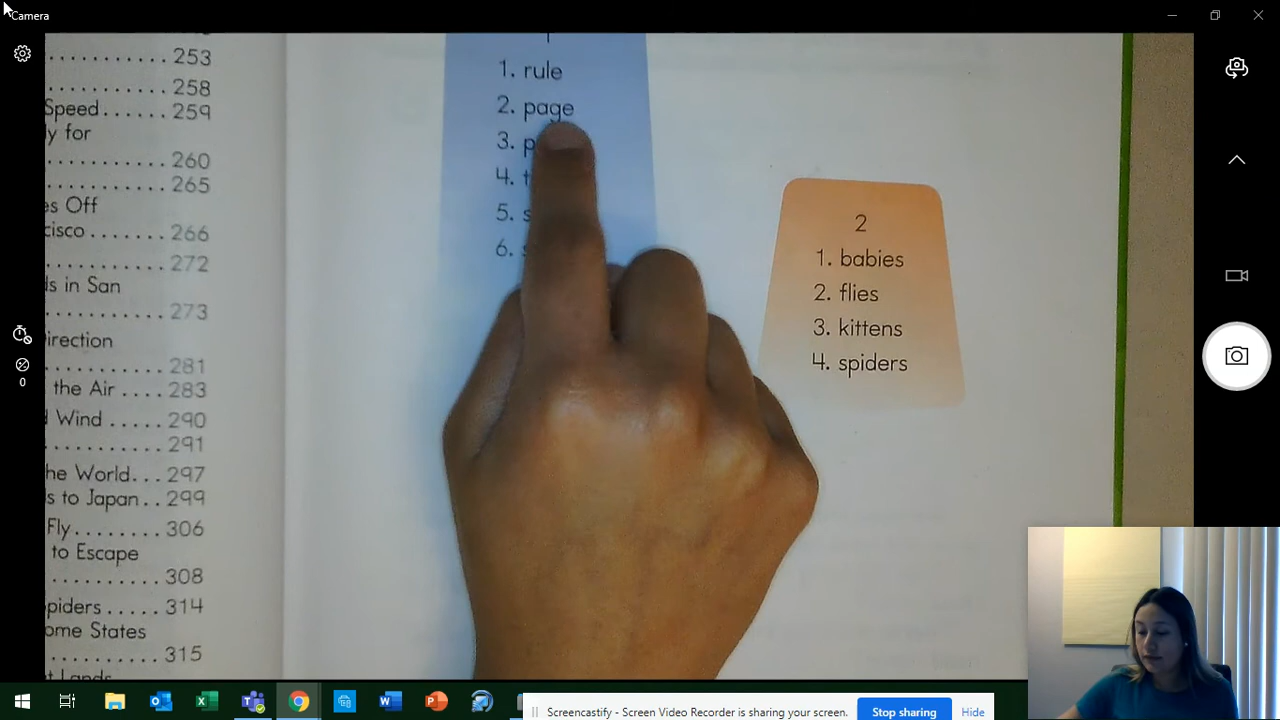 Camera
253
258
Speed 259
y for
260
265
es Off
cisco 266
272
ds in San
273
Direction
281
the Air 283
d Wind 290
291
he World 297
s to Japan 299
Fly 306
to Escape
308
piders 314
ome States
315
1. rule
2. page
3. p
4. t
5. s
6. s
2
1. babies
2. flies
3. kittens
4. spiders
0
Screencastify - Screen Video Recorder is sharing your screen.
Stop sharing
Hide